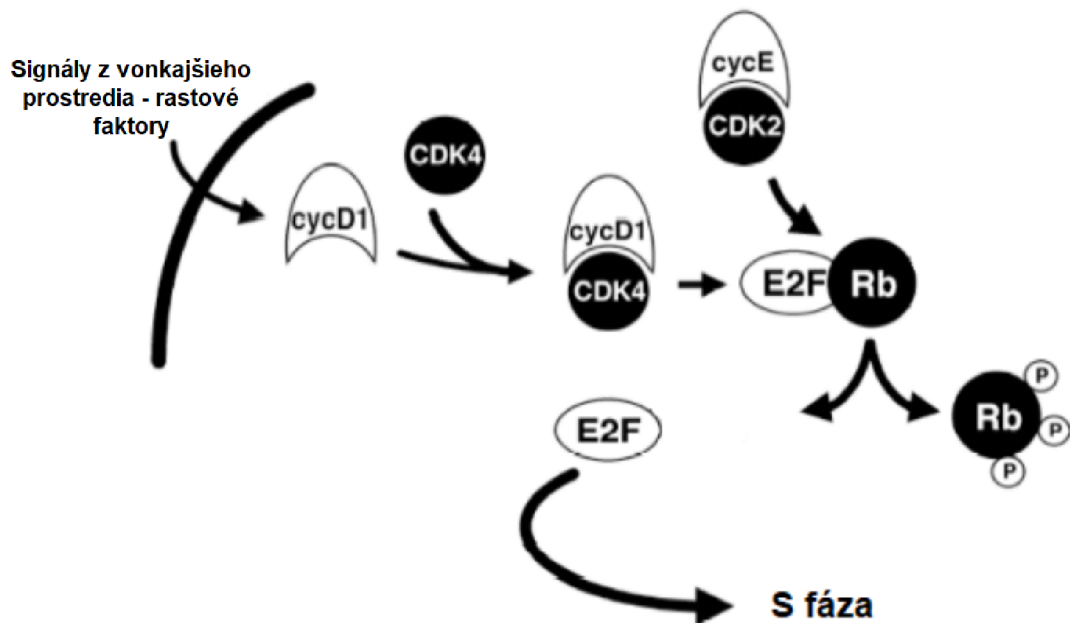 Signály z vonkajšieho
prostredia - rastové
faktory
cycE
CDK2
CDK4
cycD1
cycD1
CDK4
E2F
Rb
E2F
Rb
P
P
P
S fáza